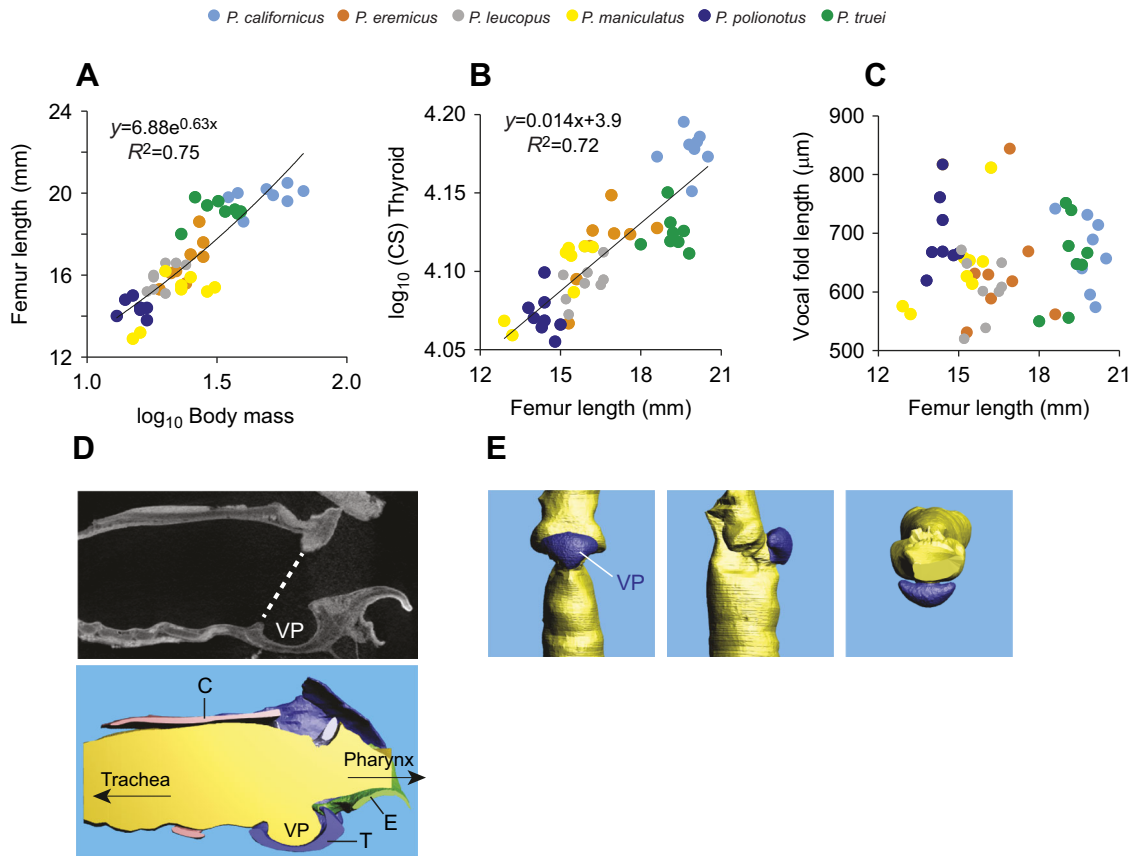 P. californicus P. eremicus P. leucopus P. maniculatus P. polionotus P. truei
A
y=6.88e^0.63x
R²=0.75
Femur length (mm)
24
20
16
12
1.0 1.5 2.0
log₁₀ Body mass
B
y=0.014x+3.9
R²=0.72
log₁₀ (CS) Thyroid
4.20
4.15
4.10
4.05
12 15 18 21
Femur length (mm)
C
Vocal fold length (μm)
900
800
700
600
500
12 15 18 21
Femur length (mm)
D
VP
C
Pharynx
Trachea
VP
E
T
E
VP